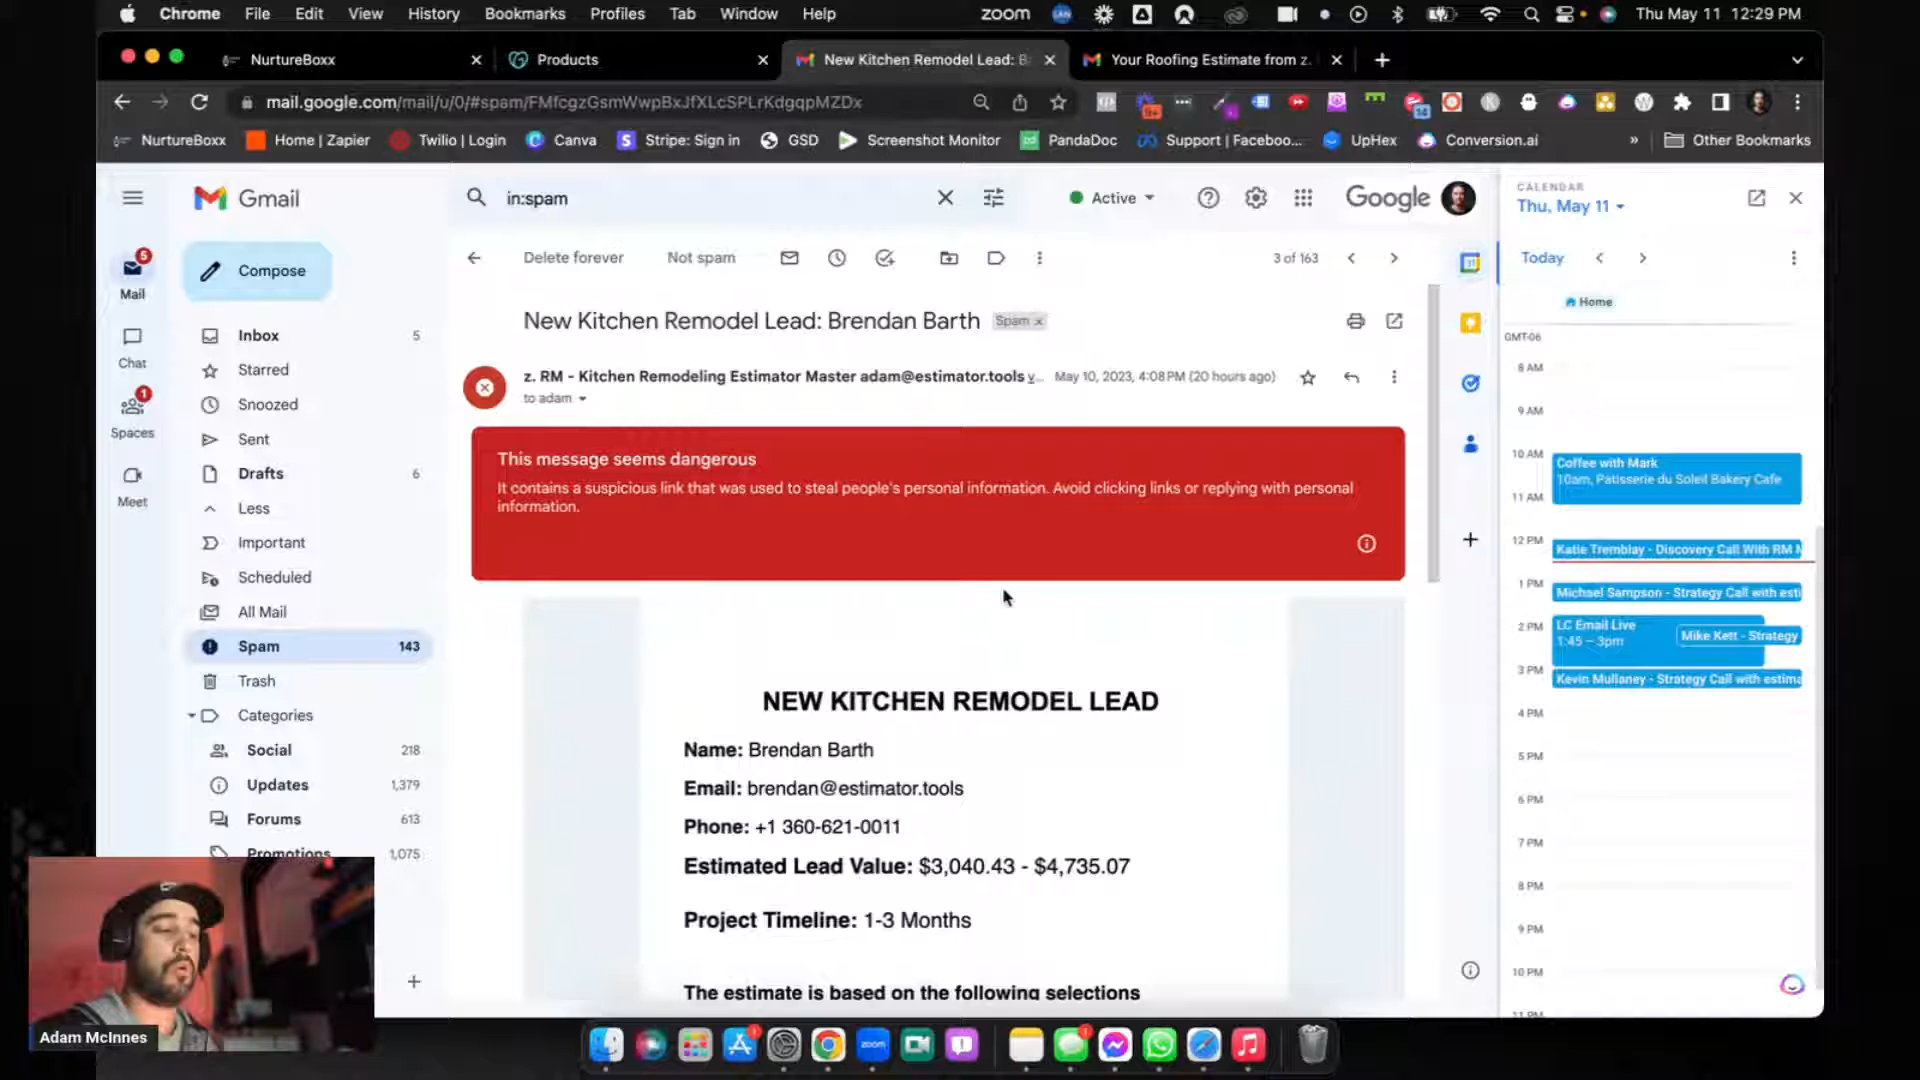 Chrome File Edit View History Bookmarks Profiles Tab Window Help
zoom
Thu May 11 12:29 PM
NurtureBoxx
Products
New Kitchen Remodel Lead: B
Your Roofing Estimate from z.
mail.google.com/mail/u/0/#spam/FMfcgzGsmWwpBxJfXLcSPLrKdgqpMZDx
NurtureBoxx
Home | Zapier
Twilio | Login
Canva
Stripe: Sign in
GSD
Screenshot Monitor
PandaDoc
Support | Faceboo...
UpHex
Conversion.ai
»
Other Bookmarks
Gmail
in:spam
Active
Google
CALENDAR
Thu, May 11
5
Mail
Chat
1
Spaces
Meet
Compose
Inbox 5
Starred
Snoozed
Sent
Drafts 6
Less
Important
Scheduled
All Mail
Spam 143
Trash
Categories
Social 218
Updates 1,379
Forums 613
Promotions 1,075
Delete forever
Not spam
3 of 163
New Kitchen Remodel Lead: Brendan Barth
Spam x
z. RM - Kitchen Remodeling Estimator Master adam@estimator.tools y... May 10, 2023, 4:08 PM (20 hours ago)
to adam
This message seems dangerous
It contains a suspicious link that was used to steal people's personal information. Avoid clicking links or replying with personal
information.
NEW KITCHEN REMODEL LEAD
Name: Brendan Barth
Email: brendan@estimator.tools
Phone: +1 360-621-0011
Estimated Lead Value: $3,040.43 - $4,735.07
Project Timeline: 1-3 Months
The estimate is based on the following selections
Today
Home
GMT-06
8 AM
9 AM
10 AM
Coffee with Mark
10am, Patisserie du Soleil Bakery Cafe
11 AM
12 PM
Katie Tremblay - Discovery Call With RM M
1 PM
Michael Sampson - Strategy Call with esti
2 PM
LC Email Live
1:45 – 3pm
Mike Kett - Strategy
3 PM
Kevin Mullaney - Strategy Call with estima
4 PM
5 PM
6 PM
7 PM
8 PM
9 PM
10 PM
11 PM
Adam McInnes
zoom